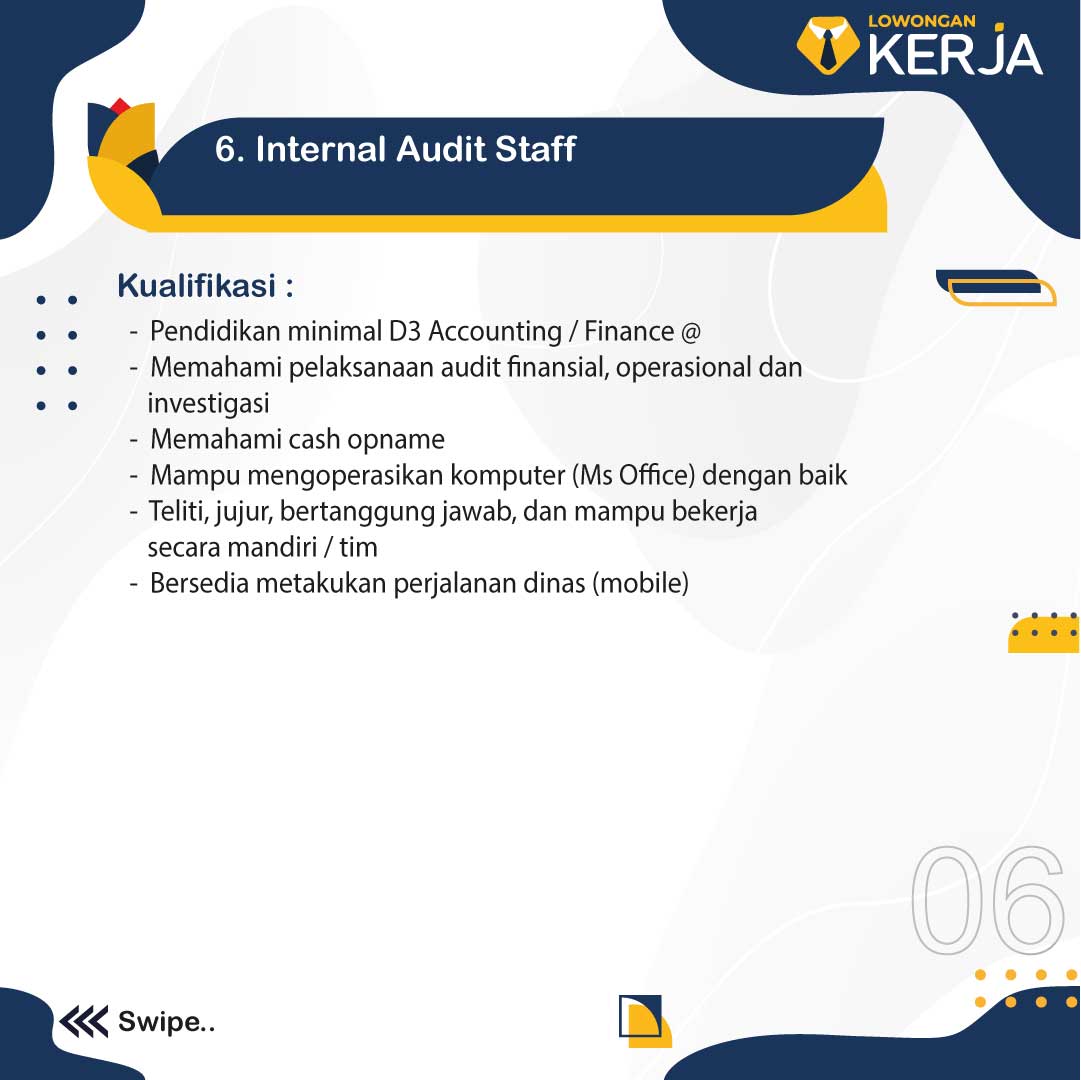 LOWONGAN
KERJA
6. Internal Audit Staff
Kualifikasi :
- Pendidikan minimal D3 Accounting / Finance @
- Memahami pelaksanaan audit finansial, operasional dan
investigasi
- Memahami cash opname
- Mampu mengoperasikan komputer (Ms Office) dengan baik
- Teliti, jujur, bertanggung jawab, dan mampu bekerja
secara mandiri / tim
- Bersedia metakukan perjalanan dinas (mobile)
06
Swipe..